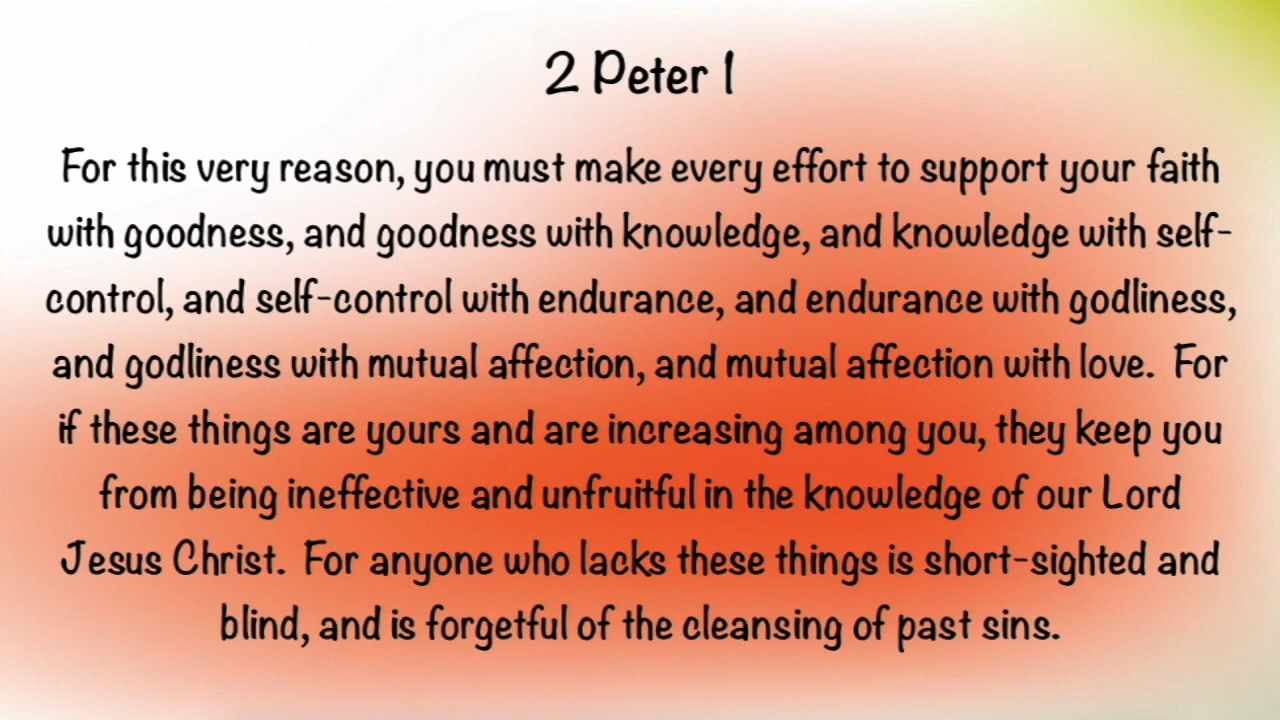 2 Peter 1
For this very reason, you must make every effort to support your faith
with goodness, and goodness with knowledge, and knowledge with self-
control, and self-control with endurance, and endurance with godliness,
and godliness with mutual affection, and mutual affection with love.  For
if these things are yours and are increasing among you, they keep you
from being ineffective and unfruitful in the knowledge of our Lord
Jesus Christ.  For anyone who lacks these things is short-sighted and
blind, and is forgetful of the cleansing of past sins.